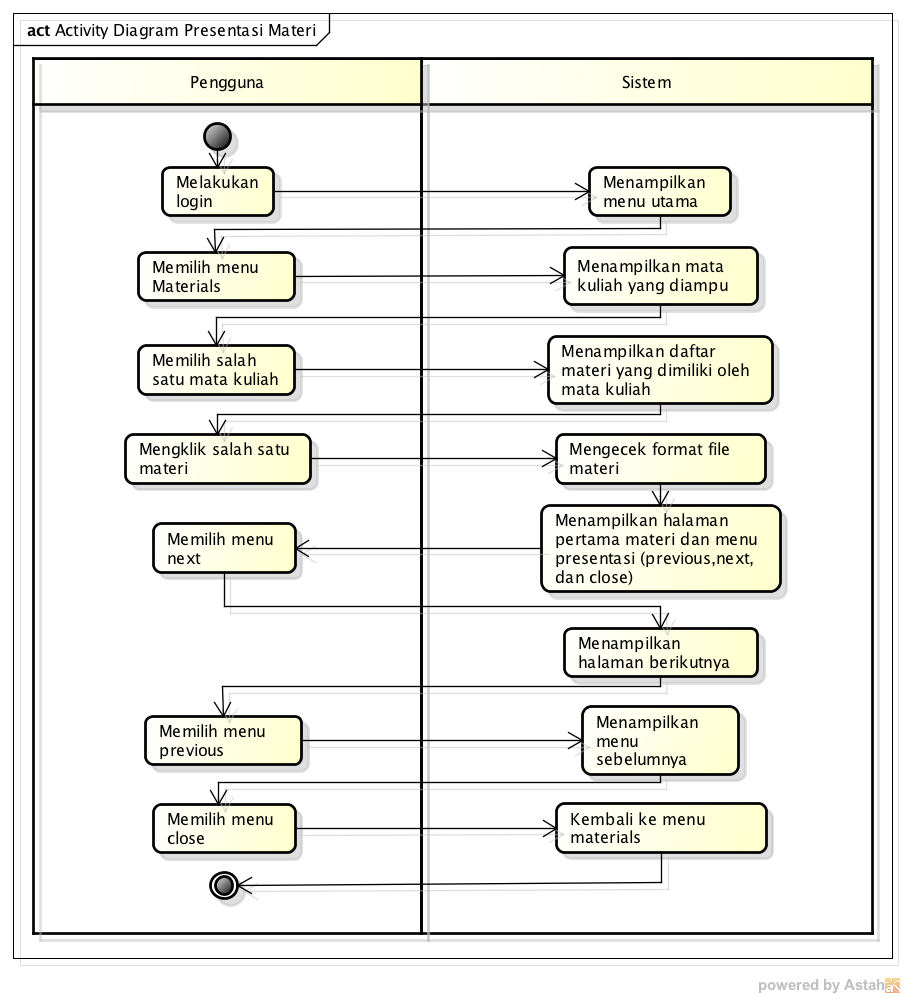 act Activity Diagram Presentasi Materi
Pengguna
Sistem
Melakukan
login
Menampilkan
menu utama
Memilih menu
Materials
Menampilkan mata
kuliah yang diampu
Memilih salah
satu mata kuliah
Menampilkan daftar
materi yang dimiliki oleh
mata kuliah
Mengklik salah satu
materi
Mengecek format file
materi
Menampilkan halaman
pertama materi dan menu
presentasi (previous,next,
dan close)
Memilih menu
next
Menampilkan
halaman berikutnya
Memilih menu
previous
Menampilkan
menu
sebelumnya
Memilih menu
close
Kembali ke menu
materials
powered by Astah